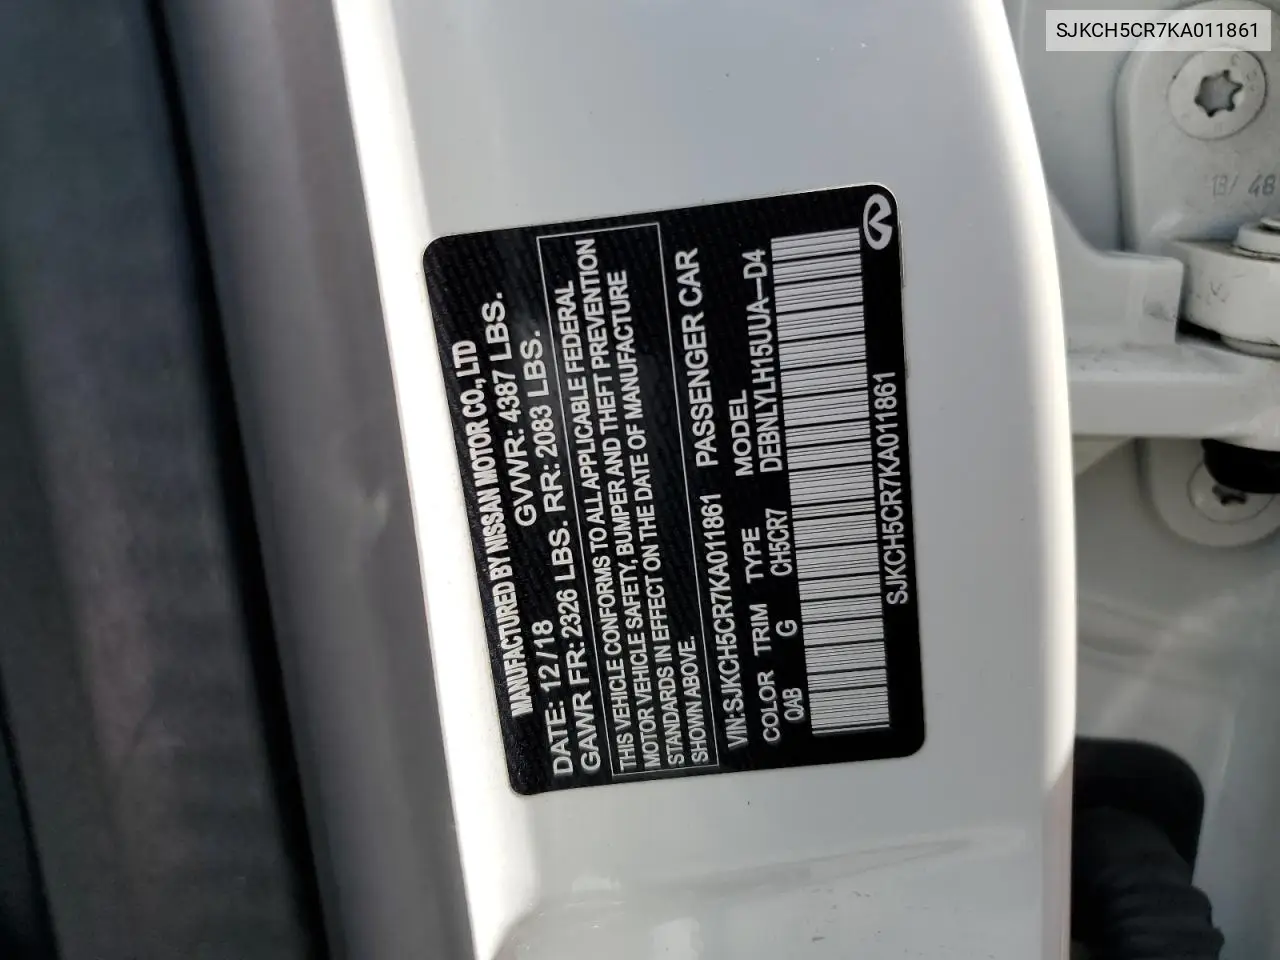 SJKCH5CR7KA011861
MANUFACTURED BY NISSAN MOTOR CO., LTD
DATE: 12/18 GVWR: 4387 LBS.
GAWR FR: 2326 LBS. RR: 2083 LBS.
THIS VEHICLE CONFORMS TO ALL APPLICABLE FEDERAL
MOTOR VEHICLE SAFETY, BUMPER AND THEFT PREVENTION
STANDARDS IN EFFECT ON THE DATE OF MANUFACTURE
SHOWN ABOVE.
VIN:SJKCH5CR7KA011861 PASSENGER CAR
COLOR TRIM TYPE MODEL
QAB G CH5CR7 DEBNLYLH15UUA-D4
SJKCH5CR7KA011861
18/ 48